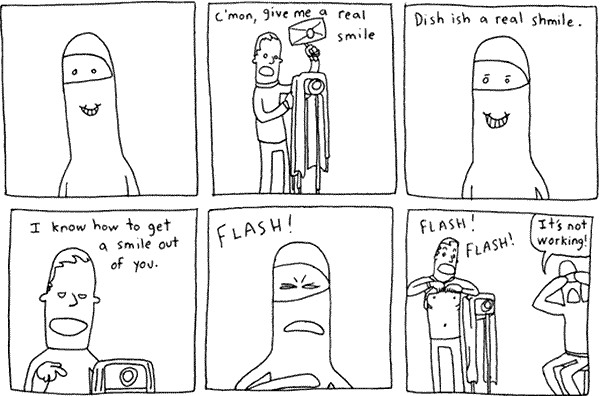 C'mon, give me a real
smile
Dish ish a real shmile.
I know how to get
a smile out
of you.
FLASH!
FLASH!
FLASH!
It's not
working!